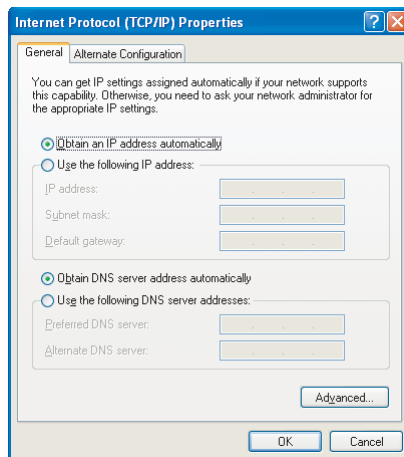 Internet Protocol (TCP/IP) Properties
General Alternate Configuration
You can get IP settings assigned automatically if your network supports
this capability. Otherwise, you need to ask your network administrator for
the appropriate IP settings.
Obtain an IP address automatically
Use the following IP address:
IP address:
Subnet mask:
Default gateway:
Obtain DNS server address automatically
Use the following DNS server addresses:
Preferred DNS server:
Alternate DNS server:
Advanced...
OK Cancel